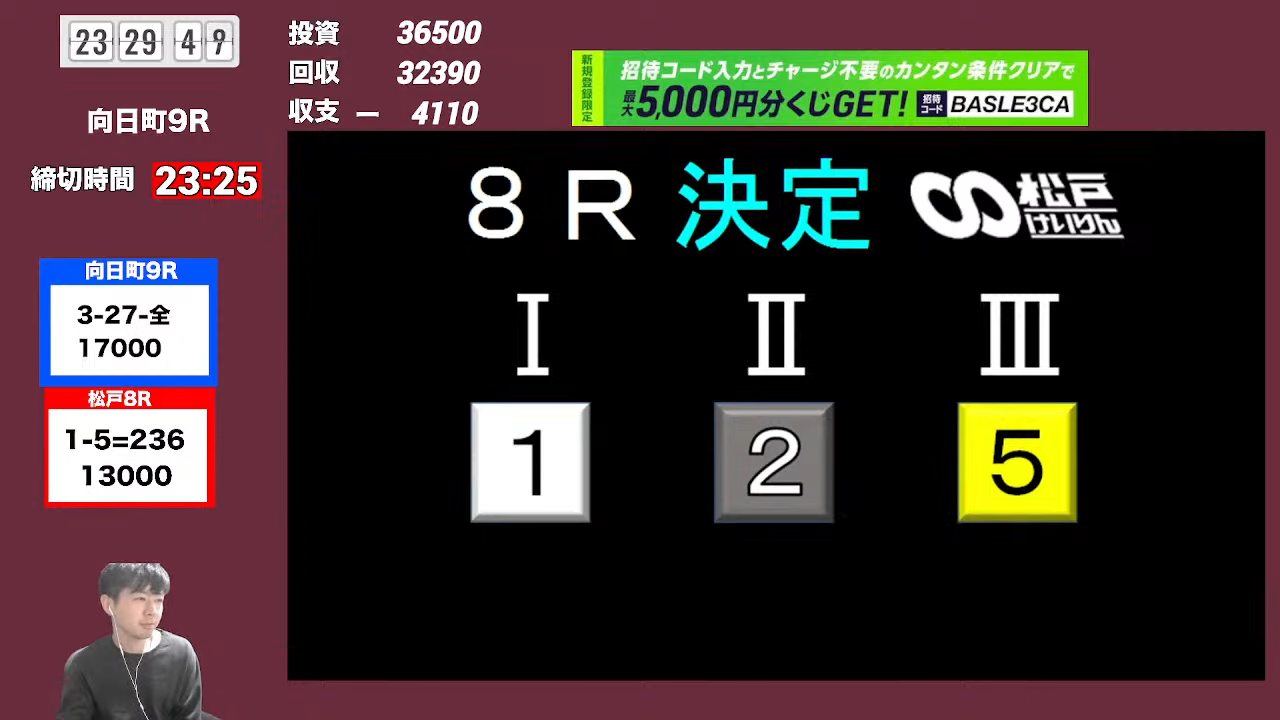 23 29 49
投資 36500
回収 32390
収支 - 4110
新規登録限定
招待コード入力とチャージ不要のカンタン条件クリアで
最大5,000円分くじGET! 招待コード BASLE3CA
向日町9R
締切時間 23:25
向日町9R
3-27-全
17000
松戸8R
1-5=236
13000
8R 決定 松戸けいりん
Ⅰ Ⅱ Ⅲ
1 2 5